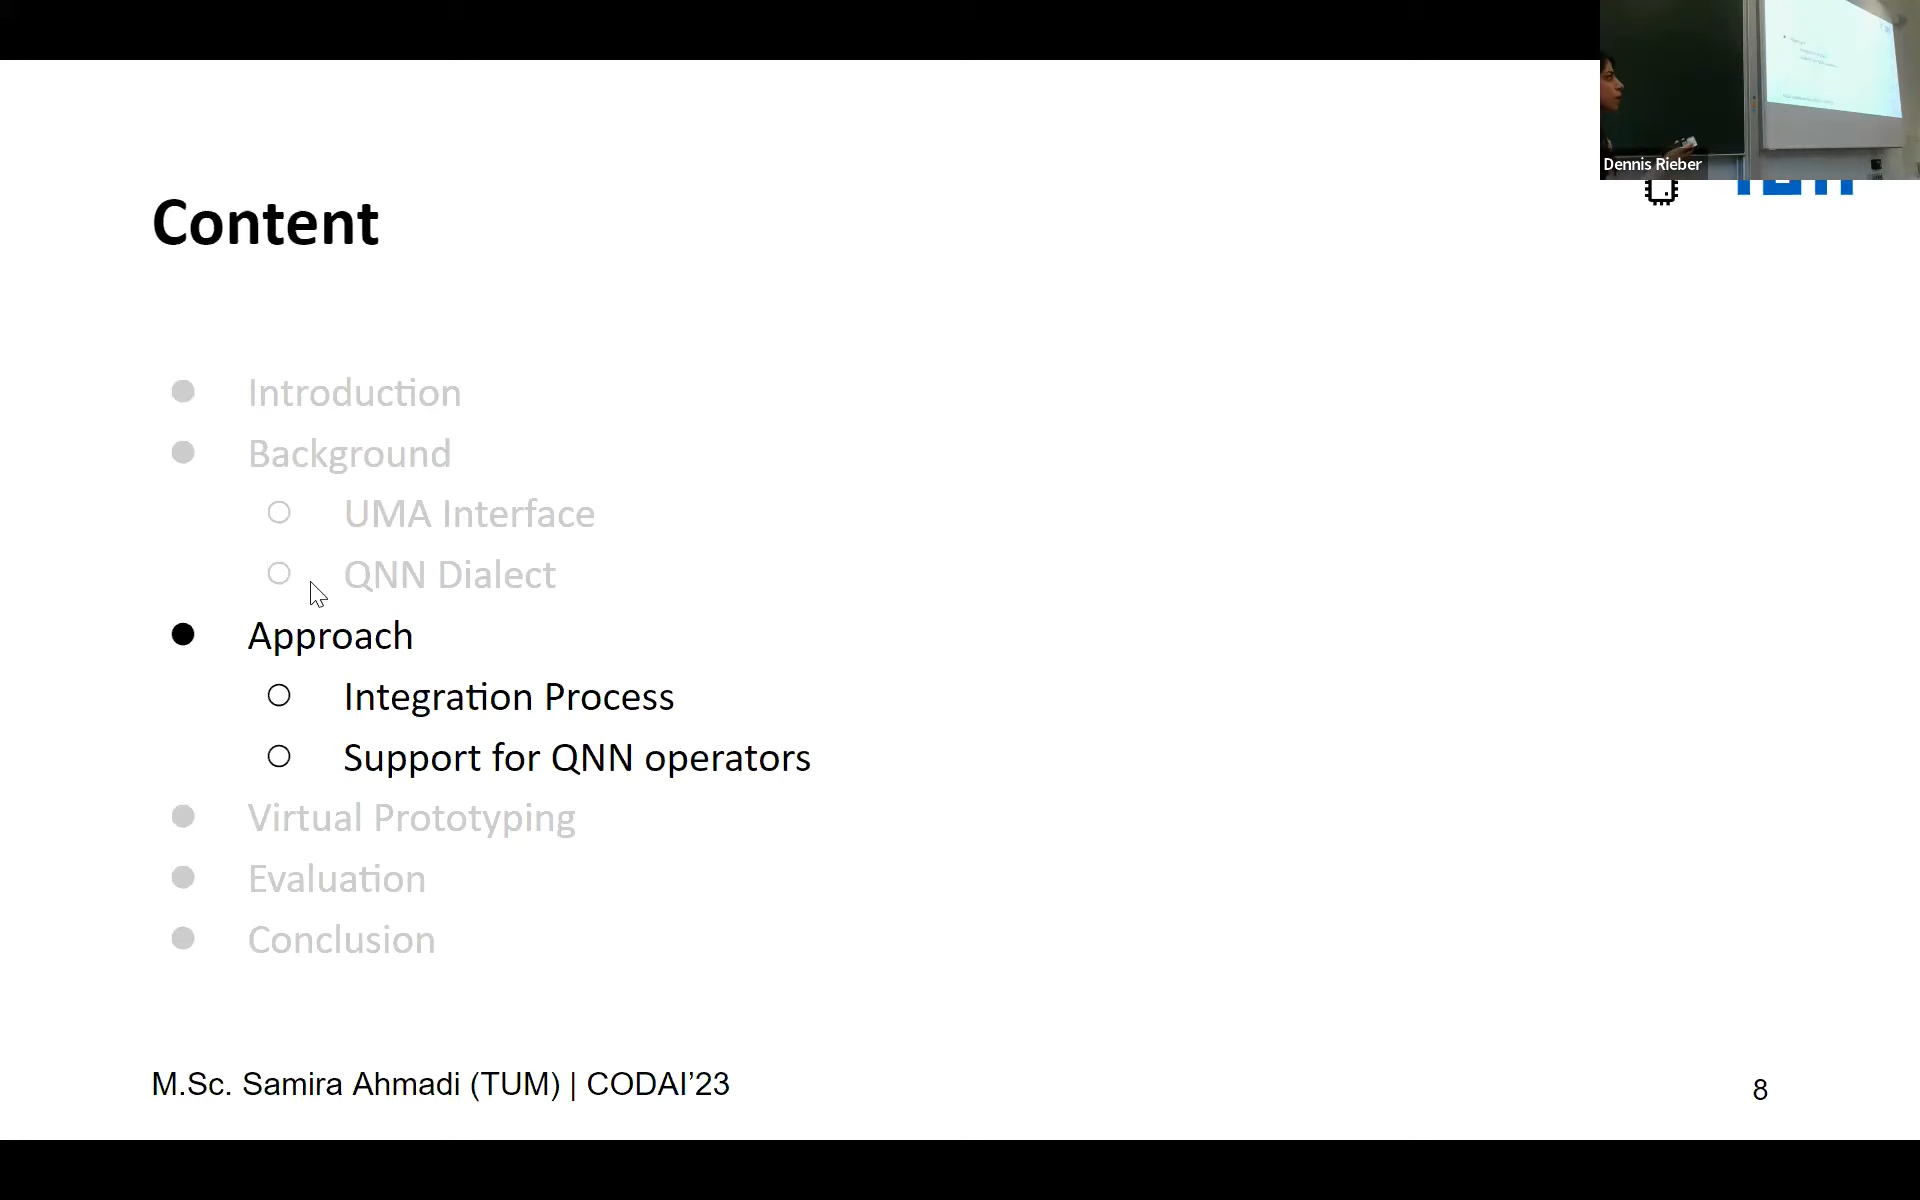 Dennis Rieber
Content
Introduction
Background
UMA Interface
QNN Dialect
Approach
Integration Process
Support for QNN operators
Virtual Prototyping
Evaluation
Conclusion
M.Sc. Samira Ahmadi (TUM) | CODAI’23
8